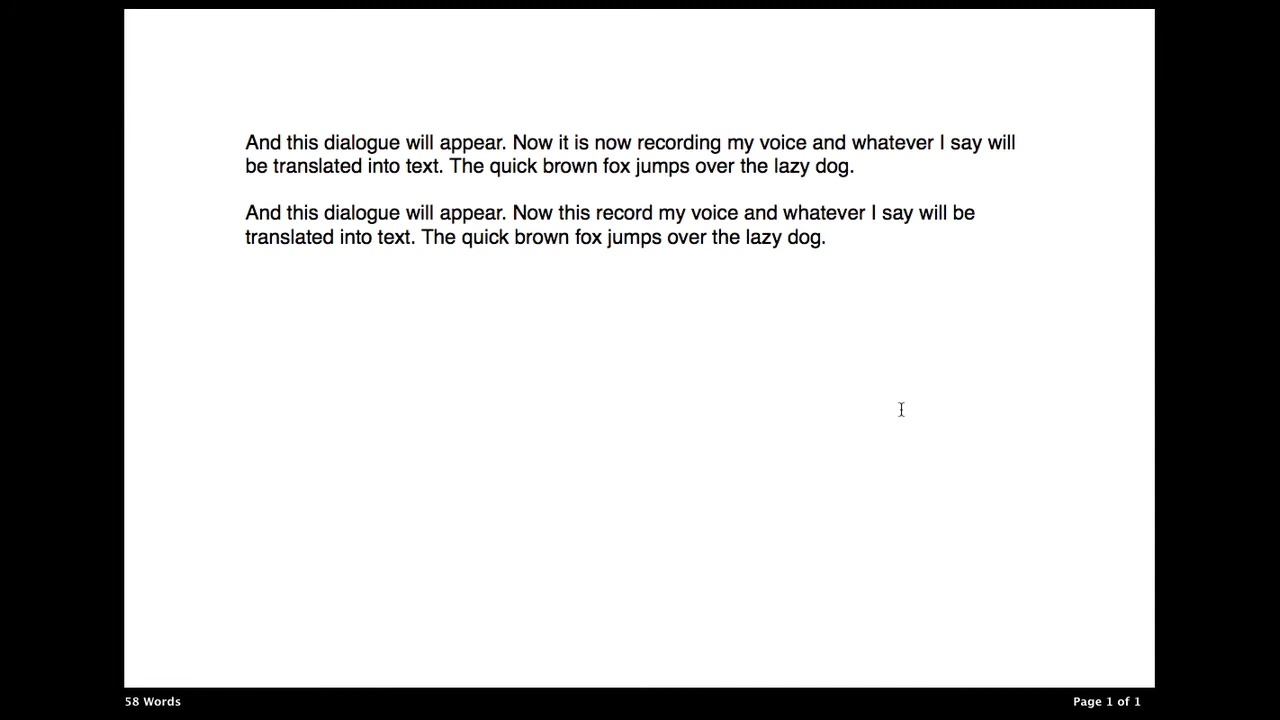 And this dialogue will appear. Now it is now recording my voice and whatever I say will
be translated into text. The quick brown fox jumps over the lazy dog.
And this dialogue will appear. Now this record my voice and whatever I say will be
translated into text. The quick brown fox jumps over the lazy dog.
58 Words
Page 1 of 1